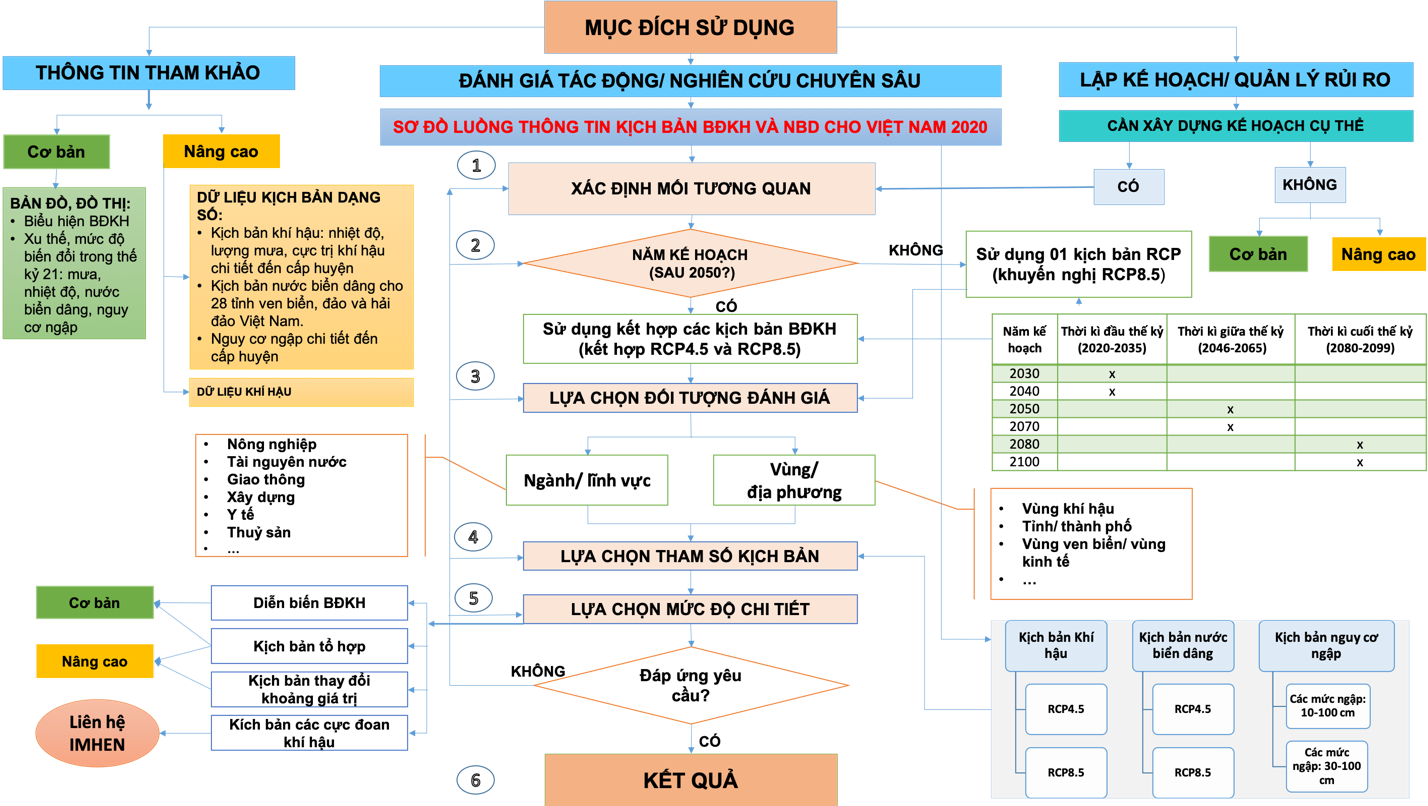 MỤC ĐÍCH SỬ DỤNG
THÔNG TIN THAM KHẢO
ĐÁNH GIÁ TÁC ĐỘNG/ NGHIÊN CỨU CHUYÊN SÂU
LẬP KẾ HOẠCH/ QUẢN LÝ RỦI RO
SƠ ĐỒ LUỒNG THÔNG TIN KỊCH BẢN BĐKH VÀ NBD CHO VIỆT NAM 2020
CẦN XÂY DỰNG KẾ HOẠCH CỤ THỂ
Cơ bản
Nâng cao
BẢN ĐỒ, ĐỒ THỊ:
• Biểu hiện BĐKH
• Xu thế, mức độ
biến đổi trong thế
kỷ 21: mưa,
nhiệt độ, nước
biển dâng, nguy
cơ ngập
DỮ LIỆU KỊCH BẢN DẠNG
SỐ:
• Kịch bản khí hậu: nhiệt độ,
lượng mưa, cực trị khí hậu
chi tiết đến cấp huyện
• Kịch bản nước biển dâng cho
28 tỉnh ven biển, đảo và hải
đảo Việt Nam.
• Nguy cơ ngập chi tiết đến
cấp huyện
DỮ LIỆU KHÍ HẬU
1
XÁC ĐỊNH MỐI TƯƠNG QUAN
CÓ
KHÔNG
Cơ bản
Nâng cao
2
NĂM KẾ HOẠCH
(SAU 2050?)
KHÔNG
CÓ
Sử dụng 01 kịch bản RCP
(khuyến nghị RCP8.5)
Sử dụng kết hợp các kịch bản BĐKH
(kết hợp RCP4.5 và RCP8.5)
Năm kế hoạch Thời kì đầu thế kỷ (2020-2035) Thời kì giữa thế kỷ (2046-2065) Thời kì cuối thế kỷ (2080-2099)
2030 x
2040 x
2050 x
2070 x
2080 x
2100 x
3
LỰA CHỌN ĐỐI TƯỢNG ĐÁNH GIÁ
• Nông nghiệp
• Tài nguyên nước
• Giao thông
• Xây dựng
• Y tế
• Thuỷ sản
• ...
Ngành/ lĩnh vực
Vùng/
địa phương
• Vùng khí hậu
• Tỉnh/ thành phố
• Vùng ven biển/ vùng
kinh tế
• ...
4
LỰA CHỌN THAM SỐ KỊCH BẢN
5
LỰA CHỌN MỨC ĐỘ CHI TIẾT
Cơ bản
Nâng cao
Liên hệ
IMHEN
Diễn biến BĐKH
Kịch bản tổ hợp
Kịch bản thay đổi
khoảng giá trị
Kích bản các cực đoan
khí hậu
KHÔNG
Đáp ứng yêu
cầu?
CÓ
6
KẾT QUẢ
Kịch bản Khí
hậu
RCP4.5
RCP8.5
Kịch bản nước
biển dâng
RCP4.5
RCP8.5
Kịch bản nguy cơ
ngập
Các mức ngập:
10-100 cm
Các mức
ngập: 30-100
cm